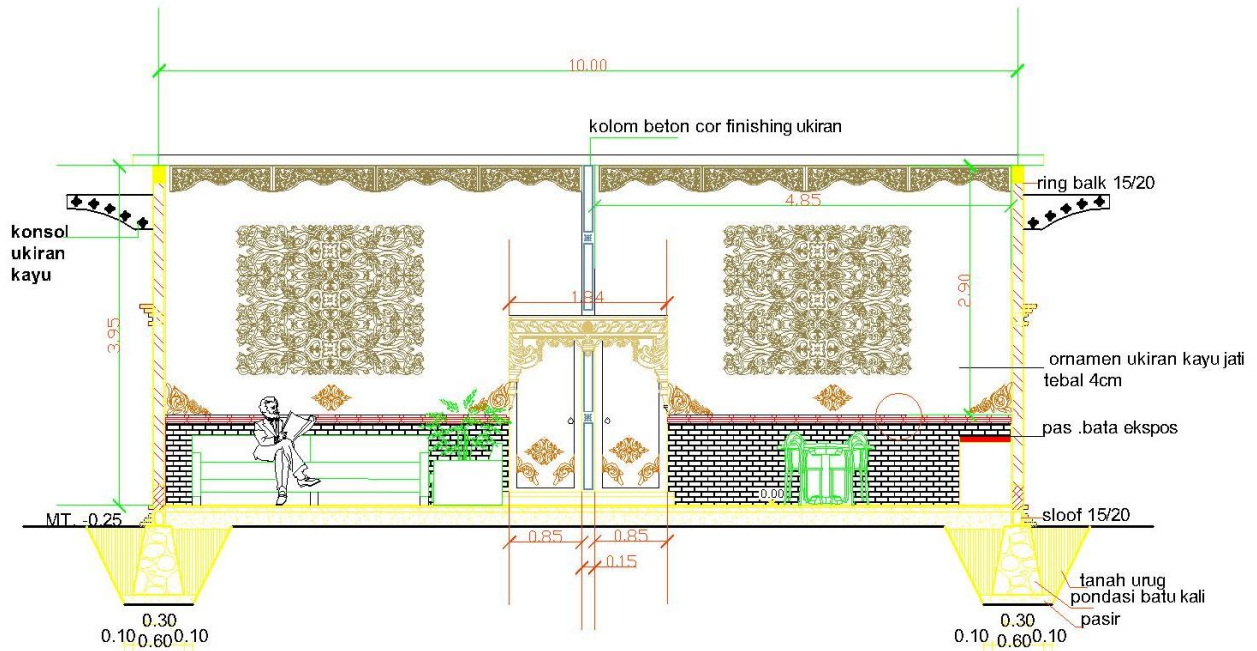 10.00
kolom beton cor finishing ukiran
ring balk 15/20
4.85
konsol
ukiran
kayu
2.90
1.84
3.95
ornamen ukiran kayu jati
tebal 4cm
pas .bata ekspos
0.00
MT. -0.25
sloof 15/20
0.85
0.85
0.15
tanah urug
pondasi batu kali
pasir
0.30
0.10 0.60 0.10
0.30
0.10 0.60 0.10